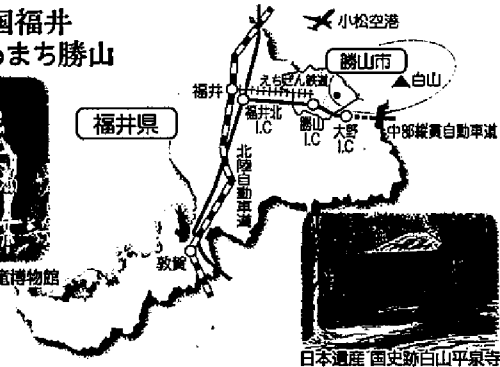 国福井
まち勝山
小松空港
勝山市
白山
えちぜん鉄道
福井
福井北
I.C
勝山
I.C
大野
I.C
中部縦貫自動車道
福井県
北陸自動車道
敦賀
竜博物館
日本遺産 国史跡白山平泉寺